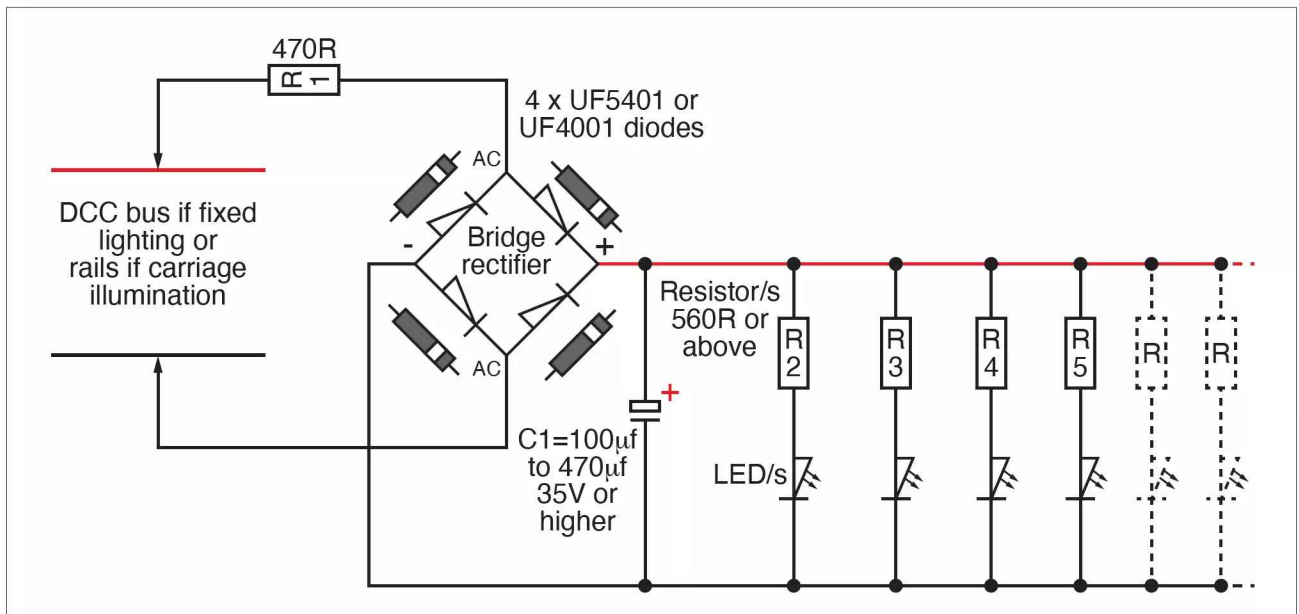 470R
R
1
4 x UF5401 or
UF4001 diodes
AC
DCC bus if fixed
lighting or
rails if carriage
illumination
-
Bridge
rectifier
+
AC
Resistor/s
560R or
above
R
2
R
3
R
4
R
5
R
R
+
C1=100µf
to 470µf
35V or
higher
LED/s